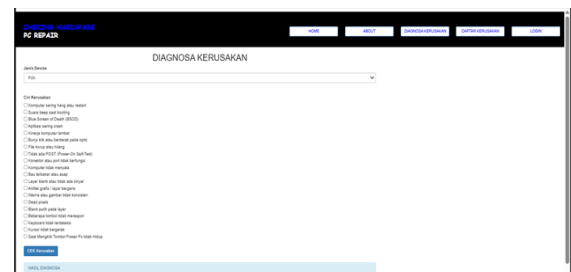 CHECKING HARDWARE
PC REPAIR
HOME
ABOUT
DIAGNOSA KERUSAKAN
DAFTAR KERUSAKAN
LOGIN
DIAGNOSA KERUSAKAN
Jenis Device
Ciri Kerusakan
Komputer sering hang atau restart
Suara beep saat booting
Blue Screen of Death (BSOD)
Aplikasi sering crash
Kinerja komputer lambat
Bunyi klik atau berderak pada
File korup atau hilang
Tidak ada POST (Power-On Self-Test)
Konektor atau port tidak berfungsi
Komputer tidak menyala
Bau terbakar atau asap
Layar blank atau tidak ada sinyal
Artifak grafis / layar bergaris
Warna atau gambar tidak konsisten
Dead pixels
Blank putih pada layar
Beberapa tombol tidak merespon
Keyboard tidak terdeteksi
Kursor tidak bergerak
Saat Mengklik Tombol Power Pc tidak Hidup
CEK Kerusakan
HASIL DIAGNOSA